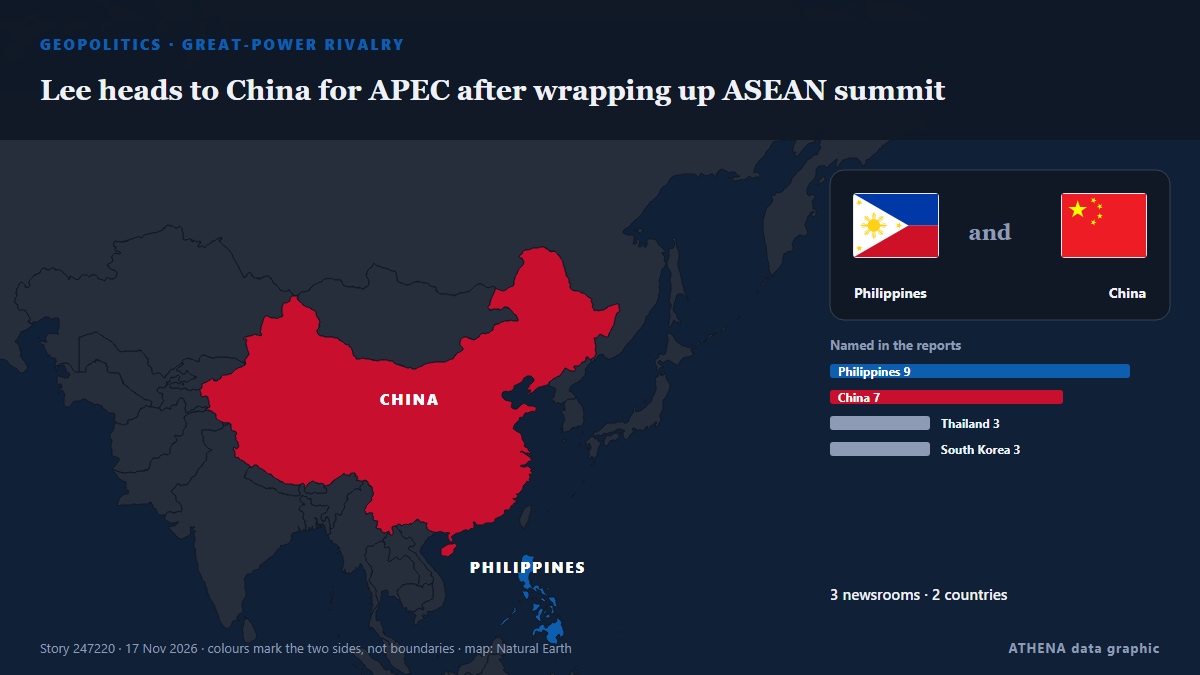 GEOPOLITICS · GREAT-POWER RIVALRY
Lee heads to China for APEC after wrapping up ASEAN summit
and
Philippines
China
Named in the reports
Philippines 9
China 7
Thailand 3
South Korea 3
CHINA
PHILIPPINES
3 newsrooms · 2 countries
Story 247220 · 17 Nov 2026 · colours mark the two sides, not boundaries · map: Natural Earth
ATHENA data graphic